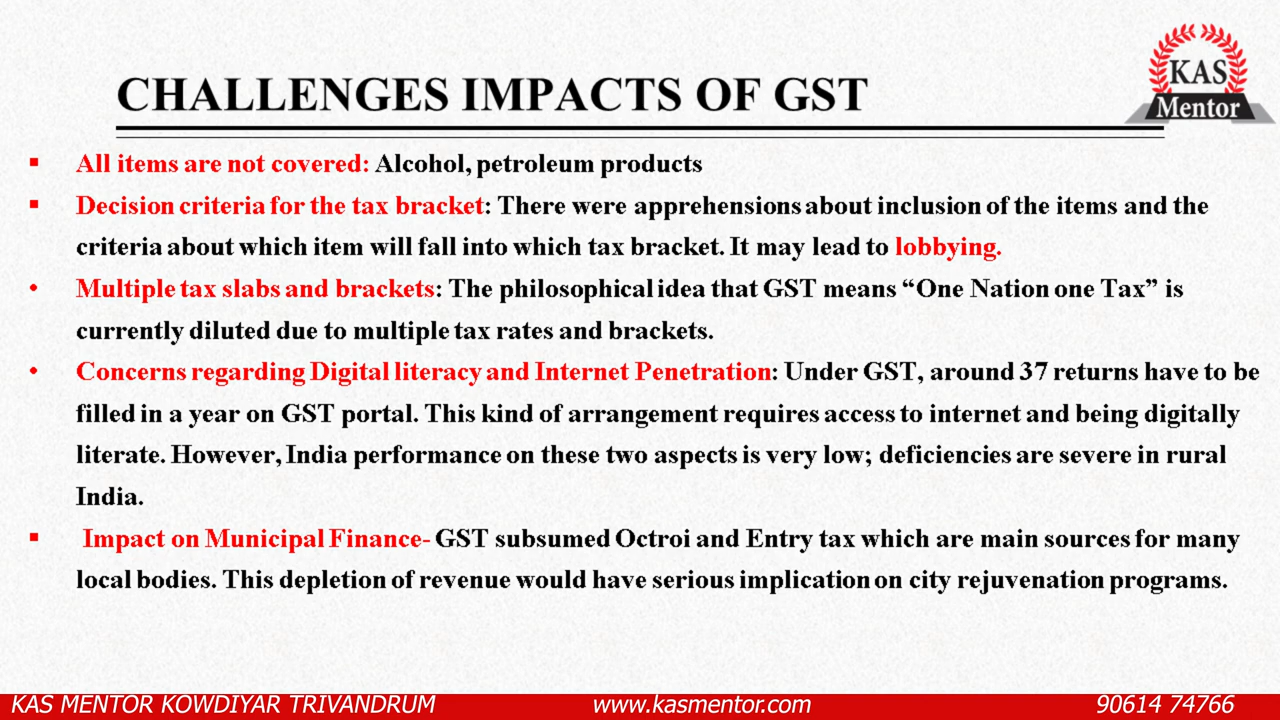 CHALLENGES IMPACTS OF GST
KAS
Mentor
▪ All items are not covered: Alcohol, petroleum products
▪ Decision criteria for the tax bracket: There were apprehensions about inclusion of the items and the
criteria about which item will fall into which tax bracket. It may lead to lobbying.
• Multiple tax slabs and brackets: The philosophical idea that GST means “One Nation one Tax” is
currently diluted due to multiple tax rates and brackets.
• Concerns regarding Digital literacy and Internet Penetration: Under GST, around 37 returns have to be
filled in a year on GST portal. This kind of arrangement requires access to internet and being digitally
literate. However, India performance on these two aspects is very low; deficiencies are severe in rural
India.
▪ Impact on Municipal Finance- GST subsumed Octroi and Entry tax which are main sources for many
local bodies. This depletion of revenue would have serious implication on city rejuvenation programs.
KAS MENTOR KOWDIYAR TRIVANDRUM www.kasmentor.com 90614 74766